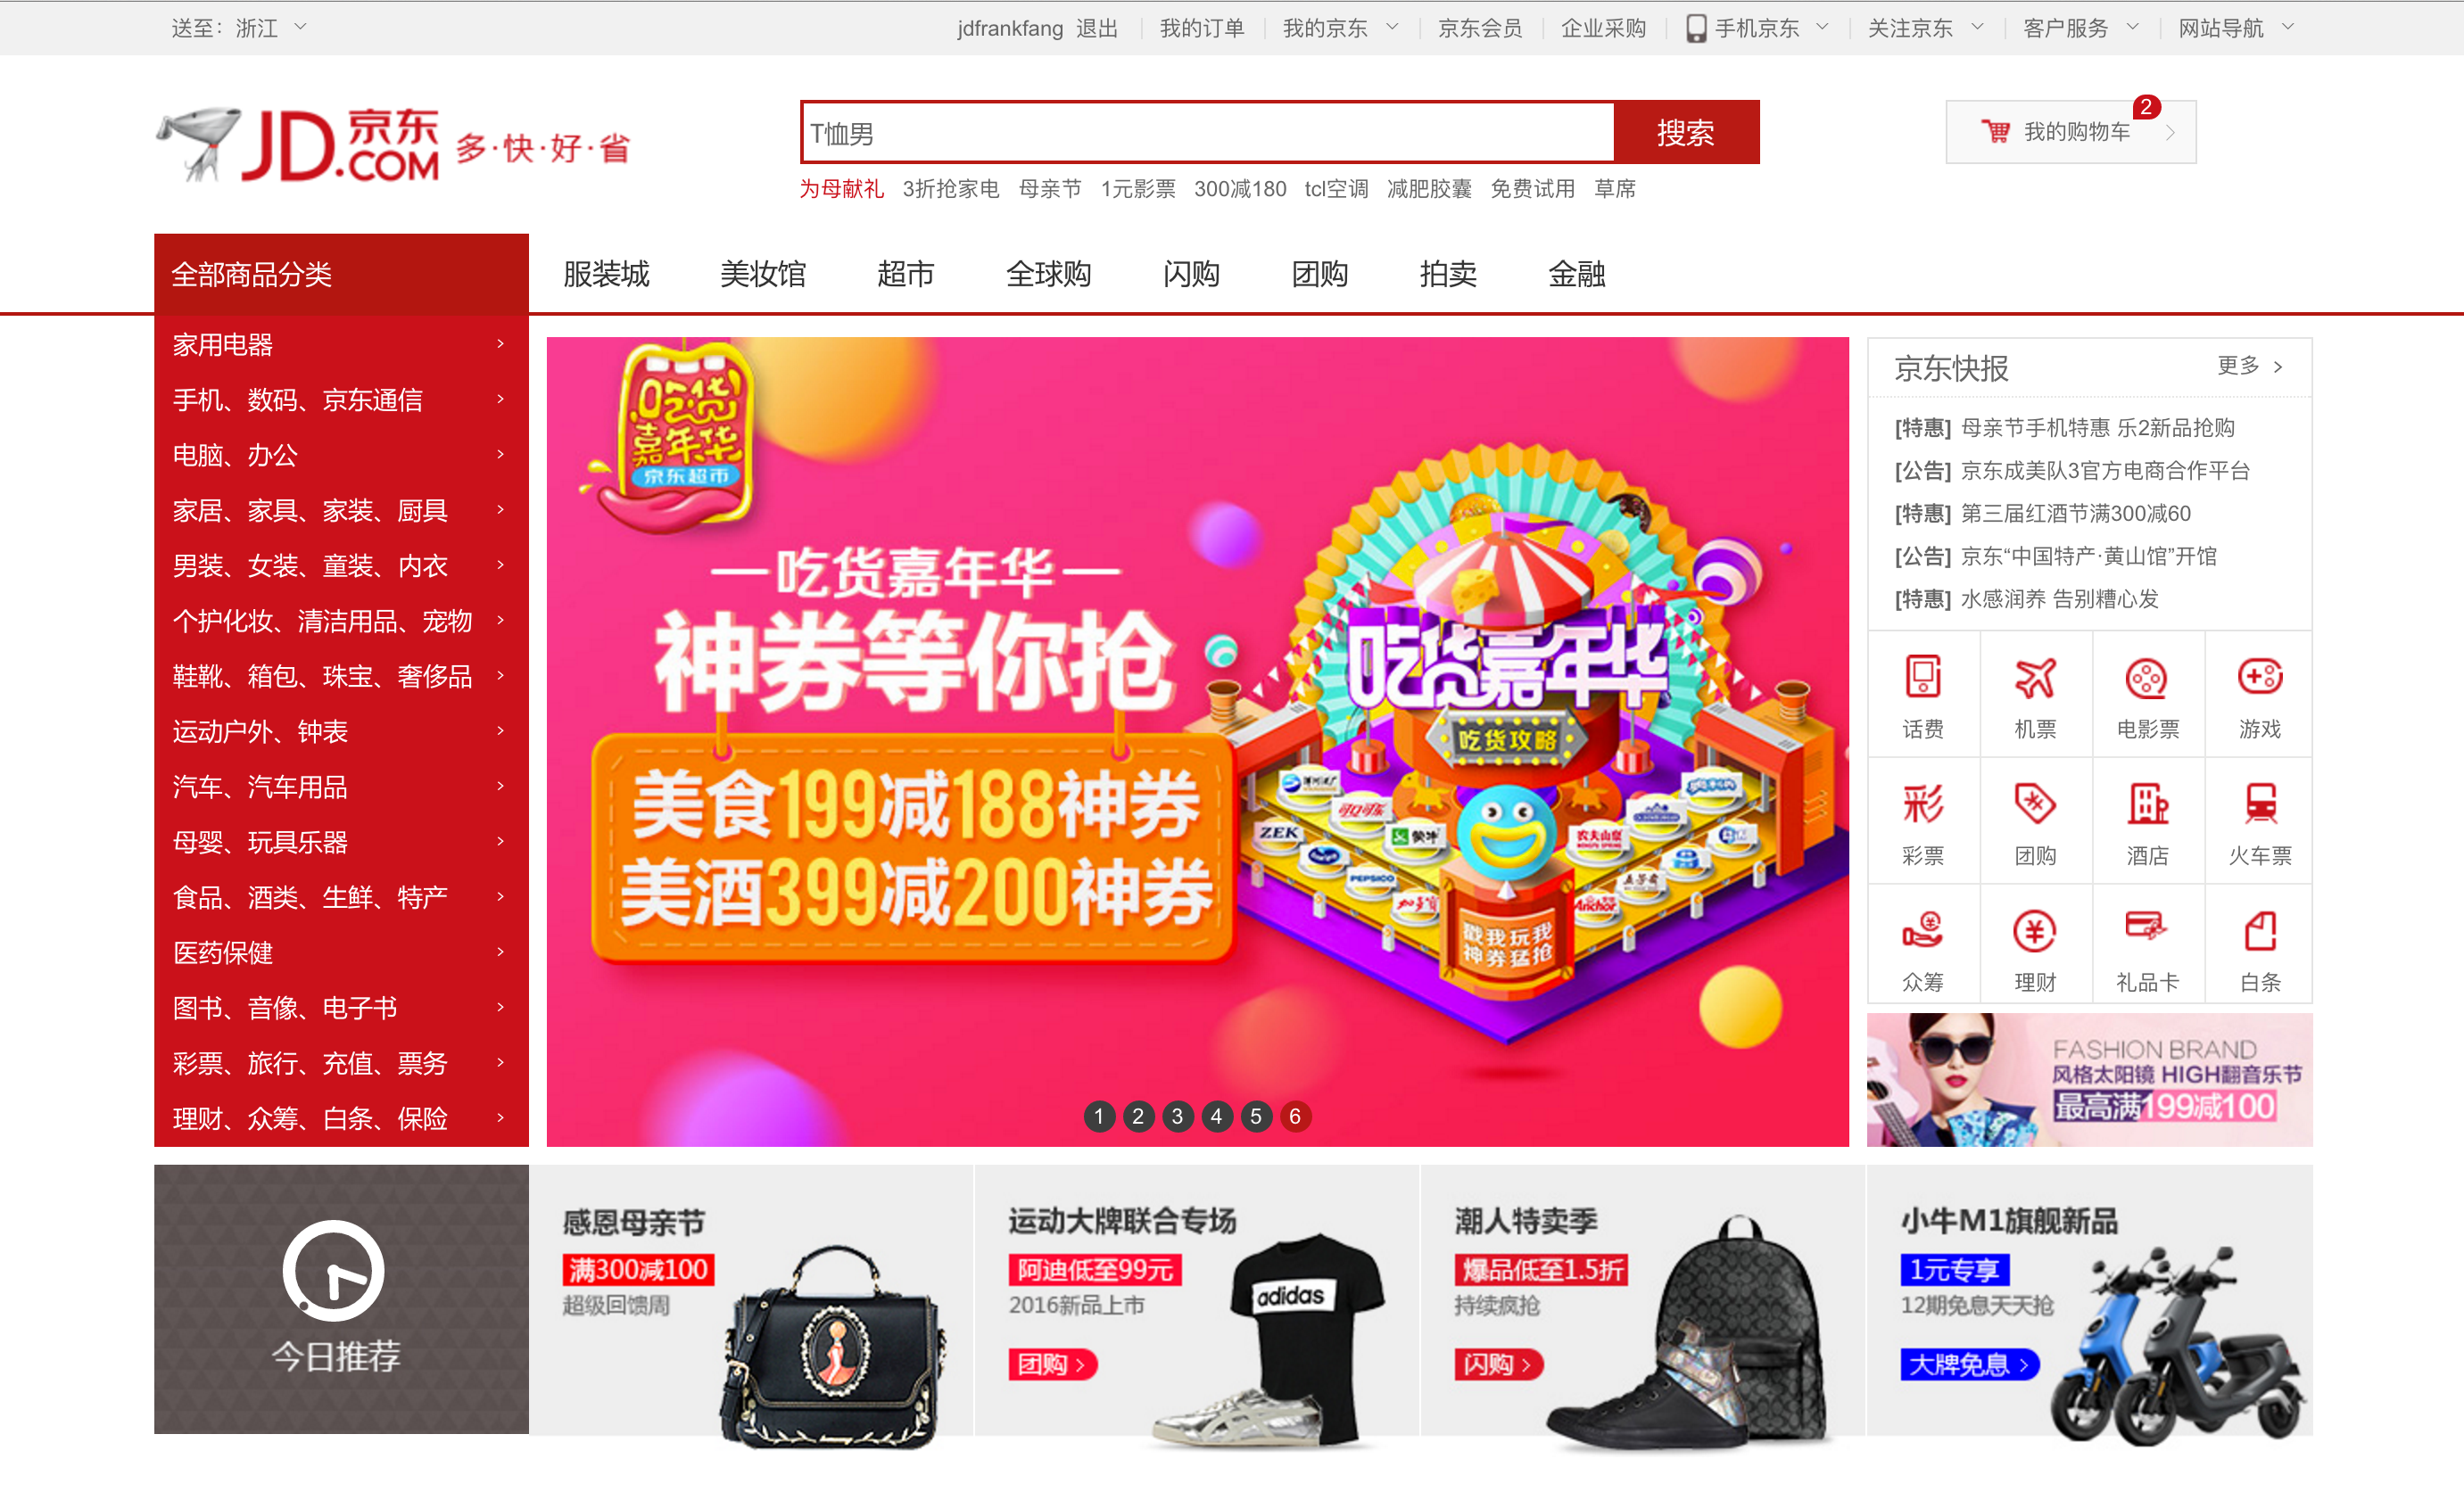 送至：浙江
jdfrankfang 退出 我的订单 我的京东 京东会员 企业采购 手机京东 关注京东 客户服务 网站导航
JD.COM 京东 多·快·好·省
T恤男 搜索
2
我的购物车
为母献礼 3折抢家电 母亲节 1元影票 300减180 tcl空调 减肥胶囊 免费试用 草席
全部商品分类 服装城 美妆馆 超市 全球购 闪购 团购 拍卖 金融
家用电器
手机、数码、京东通信
电脑、办公
家居、家具、家装、厨具
男装、女装、童装、内衣
个护化妆、清洁用品、宠物
鞋靴、箱包、珠宝、奢侈品
运动户外、钟表
汽车、汽车用品
母婴、玩具乐器
食品、酒类、生鲜、特产
医药保健
图书、音像、电子书
彩票、旅行、充值、票务
理财、众筹、白条、保险
吃货
嘉年华
京东超市
吃货嘉年华
神券等你抢
美食199减188神券
美酒399减200神券
吃货嘉年华
吃货攻略
可口可乐
ZEK
蒙牛
农夫山泉
PEPSICO
加多宝
Anchor
戳我玩我
神券猛抢
1 2 3 4 5 6
京东快报 更多
[特惠] 母亲节手机特惠 乐2新品抢购
[公告] 京东成美队3官方电商合作平台
[特惠] 第三届红酒节满300减60
[公告] 京东“中国特产·黄山馆”开馆
[特惠] 水感润养 告别糟心发
话费 机票 电影票 游戏
彩
彩票 团购 酒店 火车票
众筹 理财 礼品卡 白条
FASHION BRAND
风格太阳镜 HIGH翻音乐节
最高满199减100
今日推荐
感恩母亲节
满300减100
超级回馈周
运动大牌联合专场
阿迪低至99元
2016新品上市
团购
adidas
潮人特卖季
爆品低至1.5折
持续疯抢
闪购
小牛M1旗舰新品
1元专享
12期免息天天抢
大牌免息